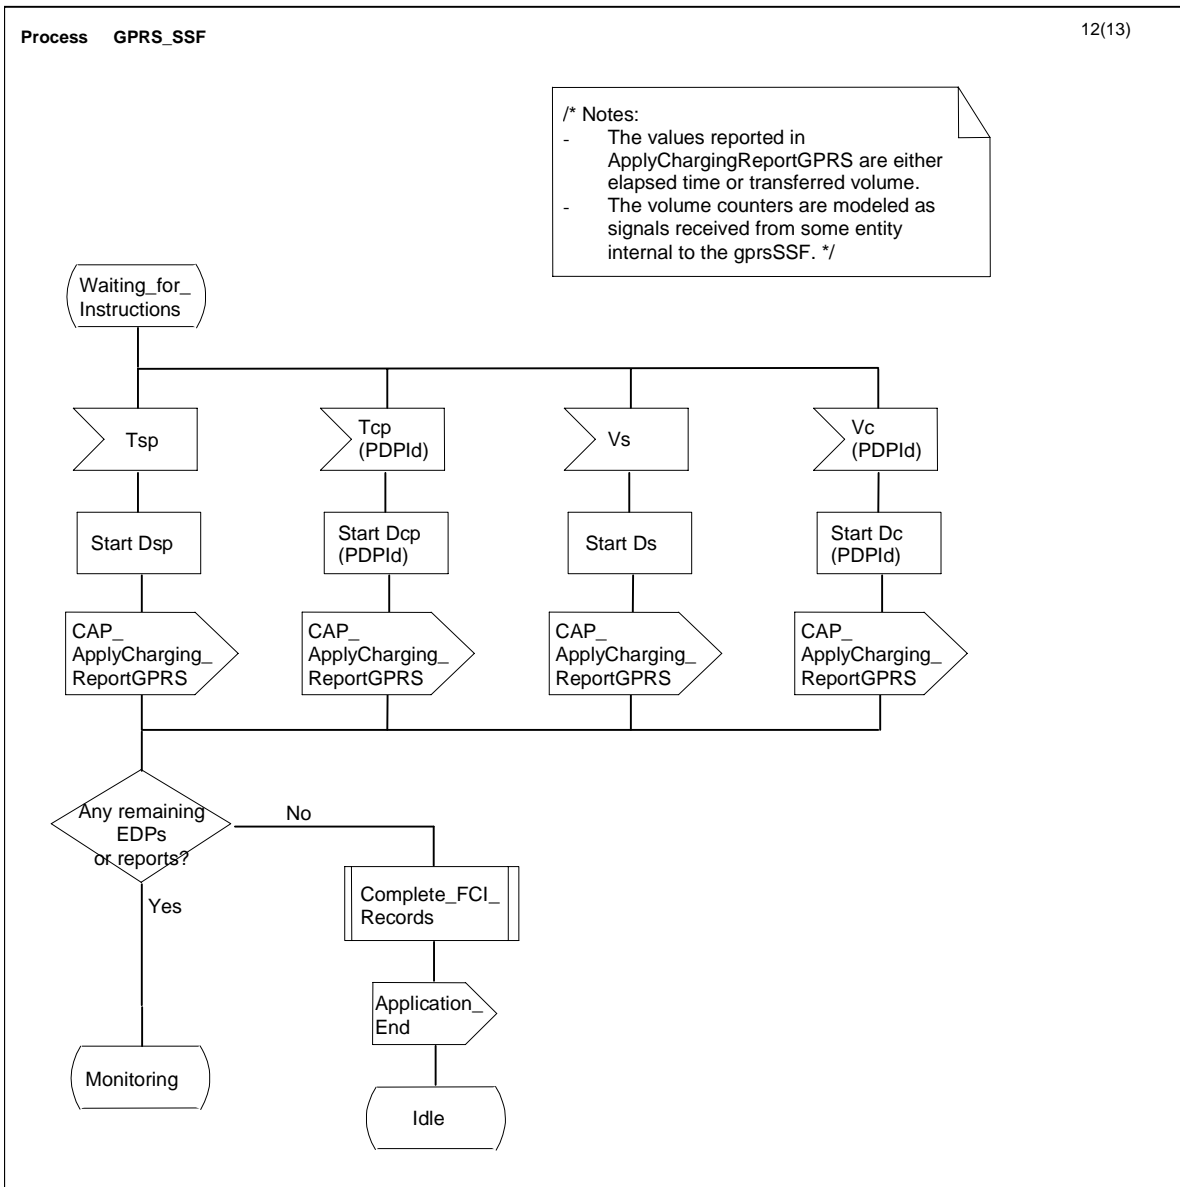 Process GPRS_SSF
12(13)
/* Notes:
- The values reported in
ApplyChargingReportGPRS are either
elapsed time or transferred volume.
- The volume counters are modeled as
signals received from some entity
internal to the gprsSSF. */
Waiting_for_
Instructions
Tsp
Tcp
(PDPId)
Vs
Vc
(PDPId)
Start Dsp
Start Dcp
(PDPId)
Start Ds
Start Dc
(PDPId)
CAP_
ApplyCharging_
ReportGPRS
CAP_
ApplyCharging_
ReportGPRS
CAP_
ApplyCharging_
ReportGPRS
CAP_
ApplyCharging_
ReportGPRS
Any remaining
EDPs
or reports?
No
Yes
Complete_FCI_
Records
Application_
End
Monitoring
Idle